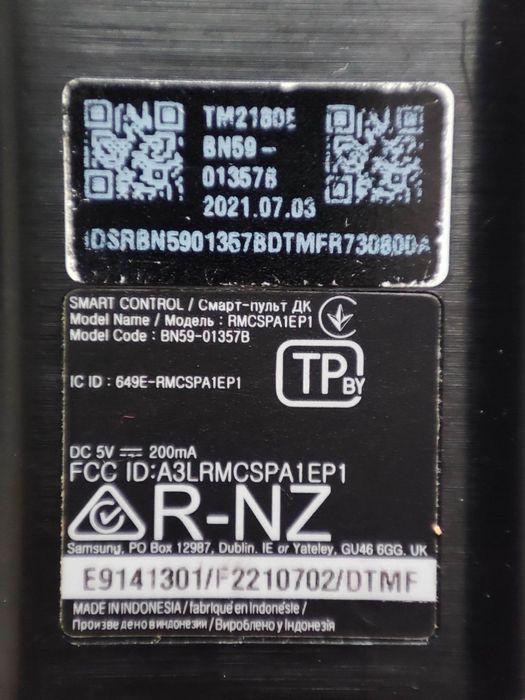 TM2180E
BN59-
01357B
2021.07.03
IDSRBN5901357BDTMFR730800A
SMART CONTROL / Смарт-пульт ДК
Model Name / Модель : RMCSPA1EP1
Model Code : BN59-01357B
TP BY
IC ID : 649E-RMCSPA1EP1
DC 5V 200mA
FCC ID:A3LRMCSPA1EP1
R-NZ
Samsung, PO Box 12987, Dublin. IE or Yateley, GU46 6GG. UK
E9141301/F2210702/DTMF
MADE IN INDONESIA / fabriqué en Indonésie /
Произведено в индонезии / Вироблено у Індонезія